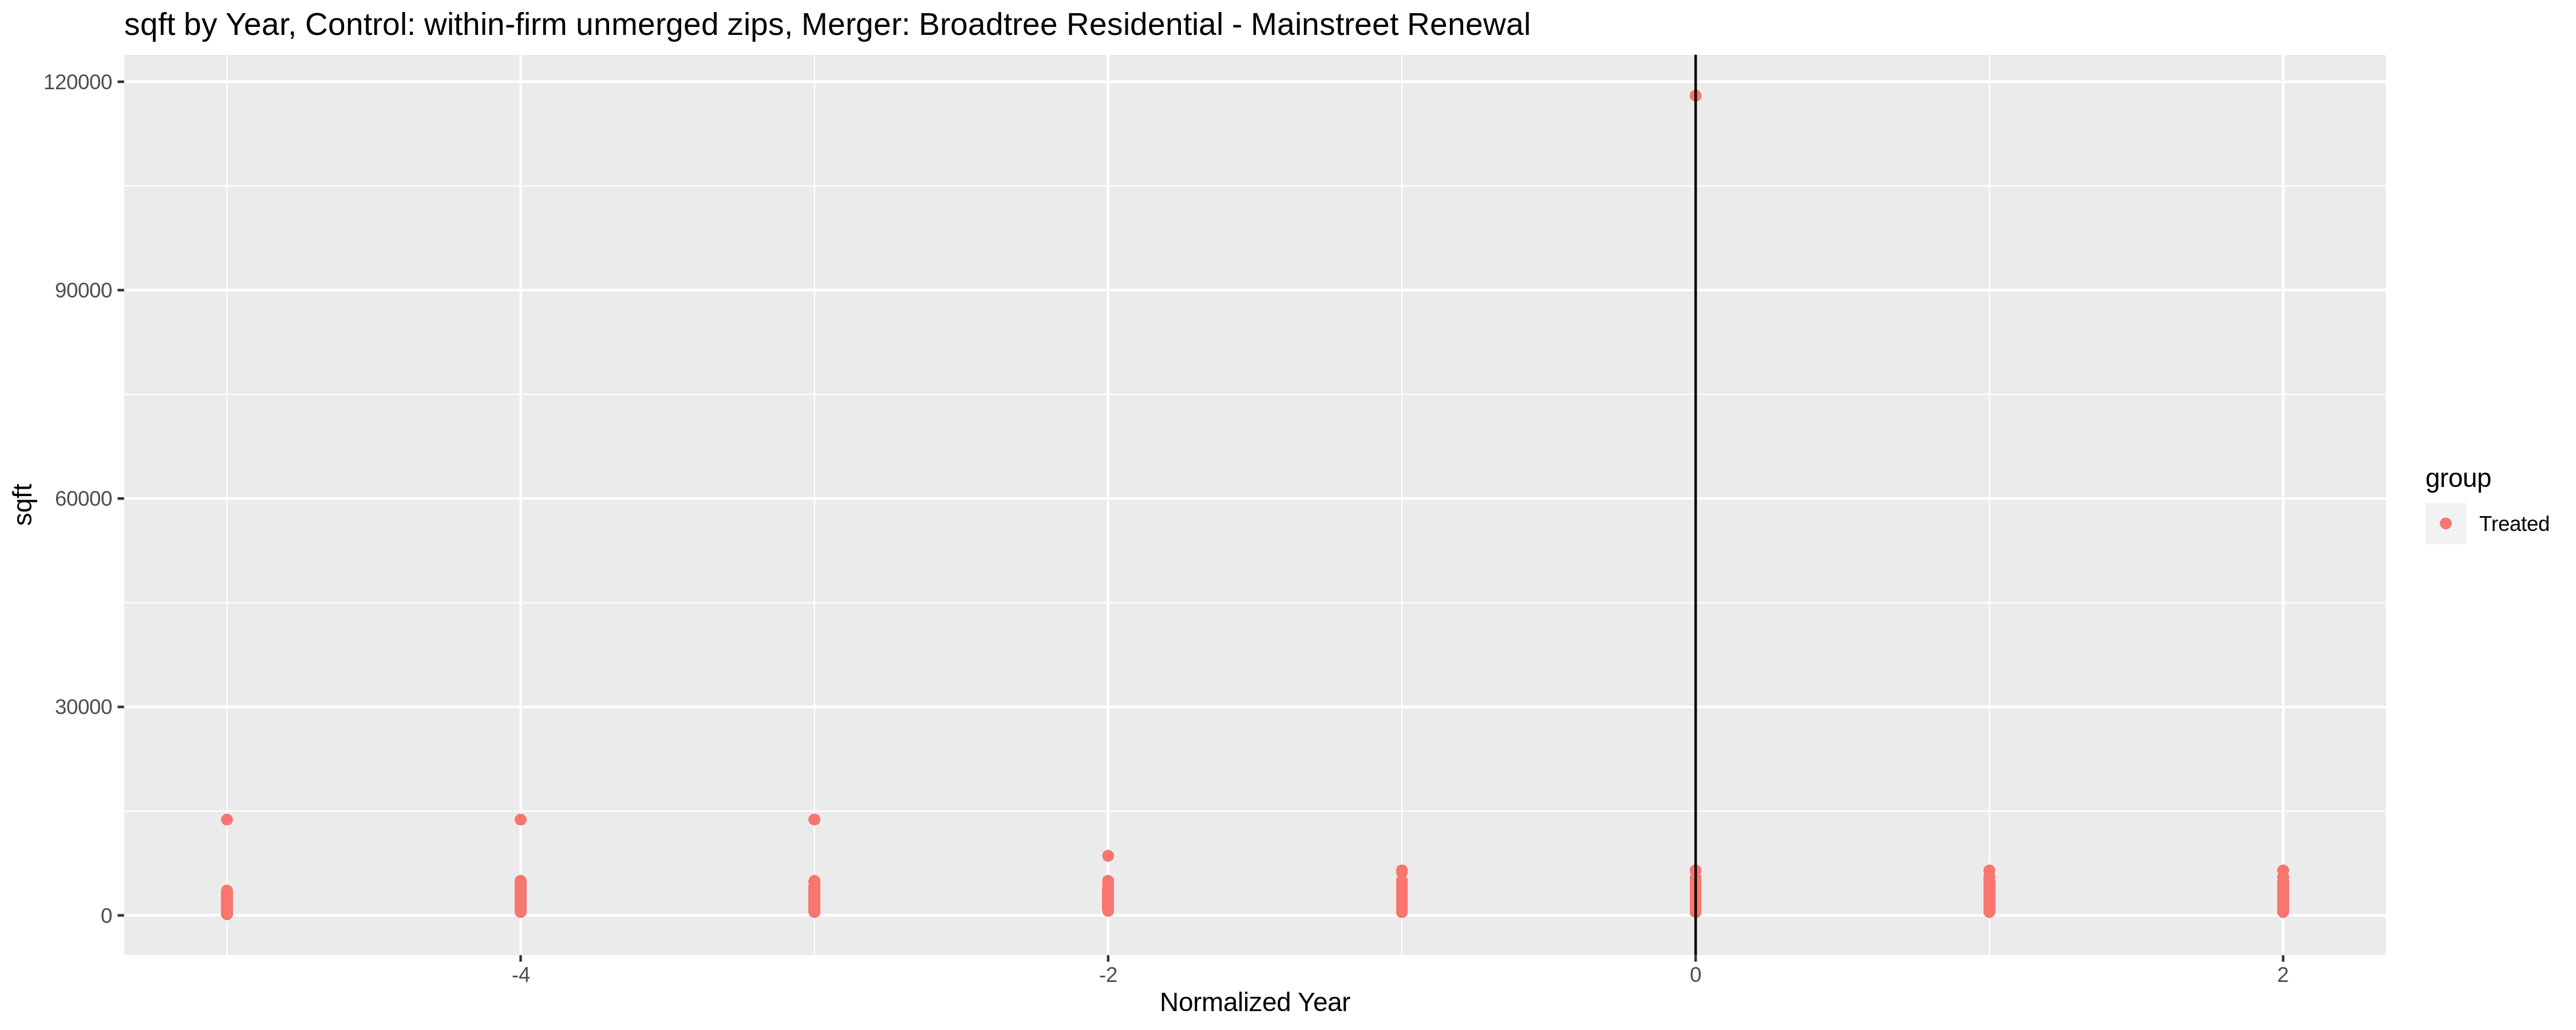 sqft by Year, Control: within-firm unmerged zips, Merger: Broadtree Residential - Mainstreet Renewal
120000
90000
60000
30000
0
sqft
-4
-2
0
2
Normalized Year
group
Treated